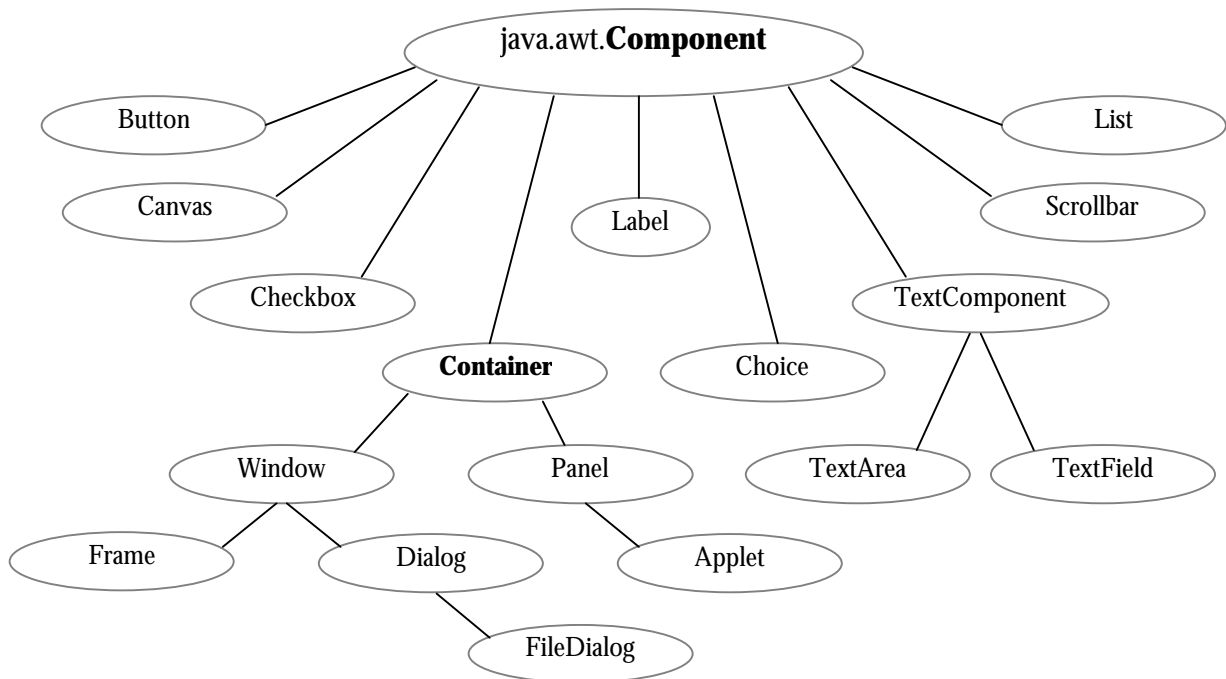 java.awt.Component
Button
List
Canvas
Label
Scrollbar
Checkbox
TextComponent
Container
Choice
Window
Panel
TextArea
TextField
Frame
Dialog
Applet
FileDialog